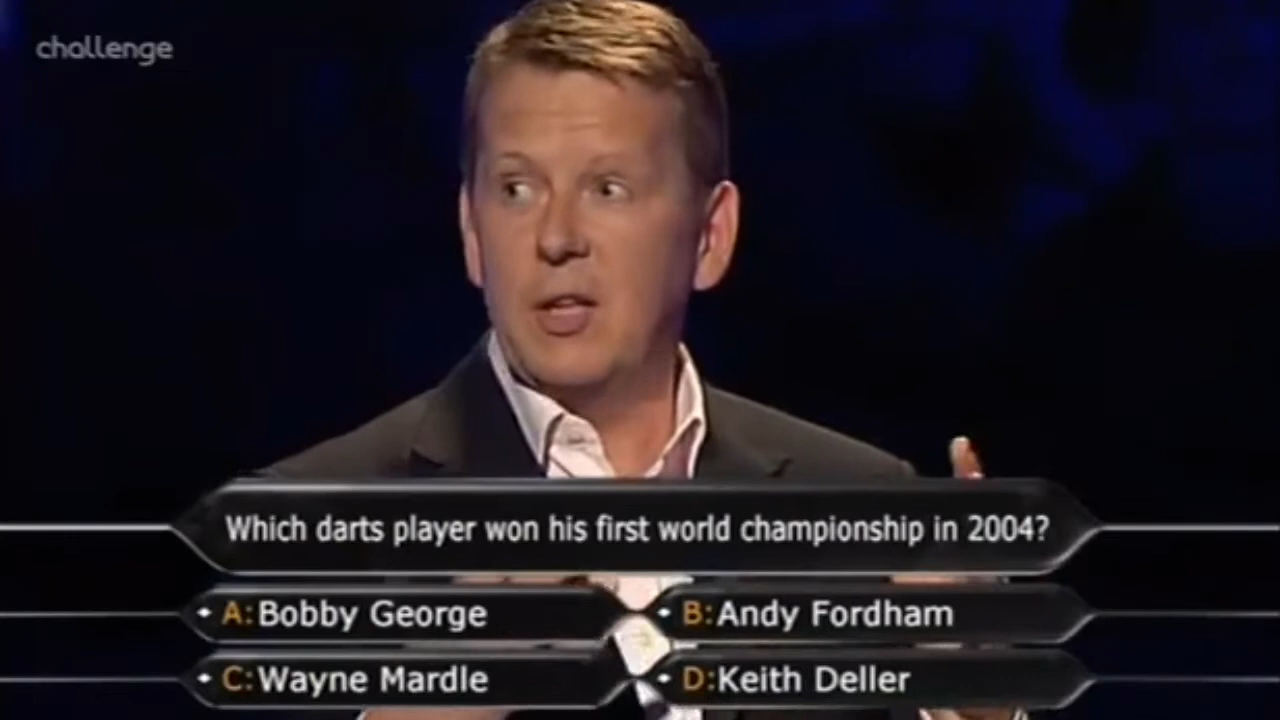 challenge
Which darts player won his first world championship in 2004?
A: Bobby George
B: Andy Fordham
C: Wayne Mardle
D: Keith Deller